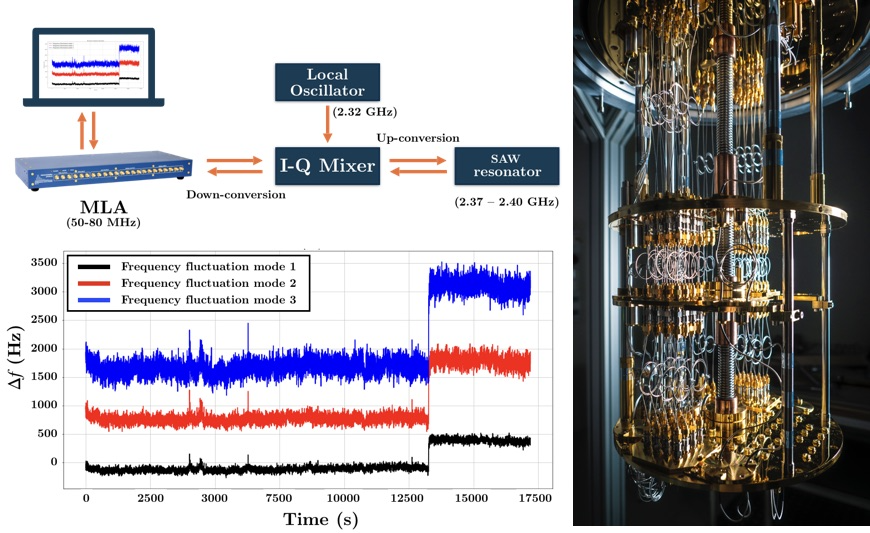 Local
Oscillator
(2.32 GHz)
Up-conversion
I-Q Mixer
SAW
resonator
Down-conversion
(2.37 – 2.40 GHz)
MLA
(50-80 MHz)
Frequency fluctuation mode 1
Frequency fluctuation mode 2
Frequency fluctuation mode 3
3500
3000
2500
2000
1500
1000
500
0
Δf (Hz)
0
2500
3000
7500
10000
12500
15000
17500
Time (s)